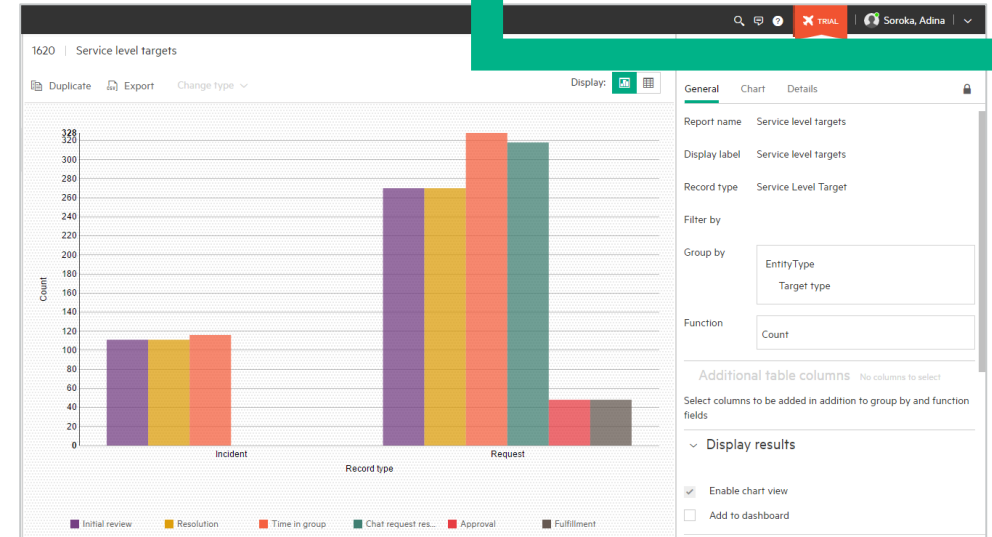 TRIAL
Soroka, Adina
1620 Service level targets
Duplicate Export Change type Display:
General Chart Details
Report name Service level targets
Display label Service level targets
Record type Service Level Target
Filter by
Group by
EntityType
Target type
Function
Count
Additional table columns No columns to select
Select columns to be added in addition to group by and function
fields
Display results
Enable chart view
Add to dashboard
328
320
300
280
260
240
220
200
180
160
140
120
100
80
60
40
20
0
Count
Incident Request
Record type
Initial review Resolution Time in group Chat request res... Approval Fulfillment